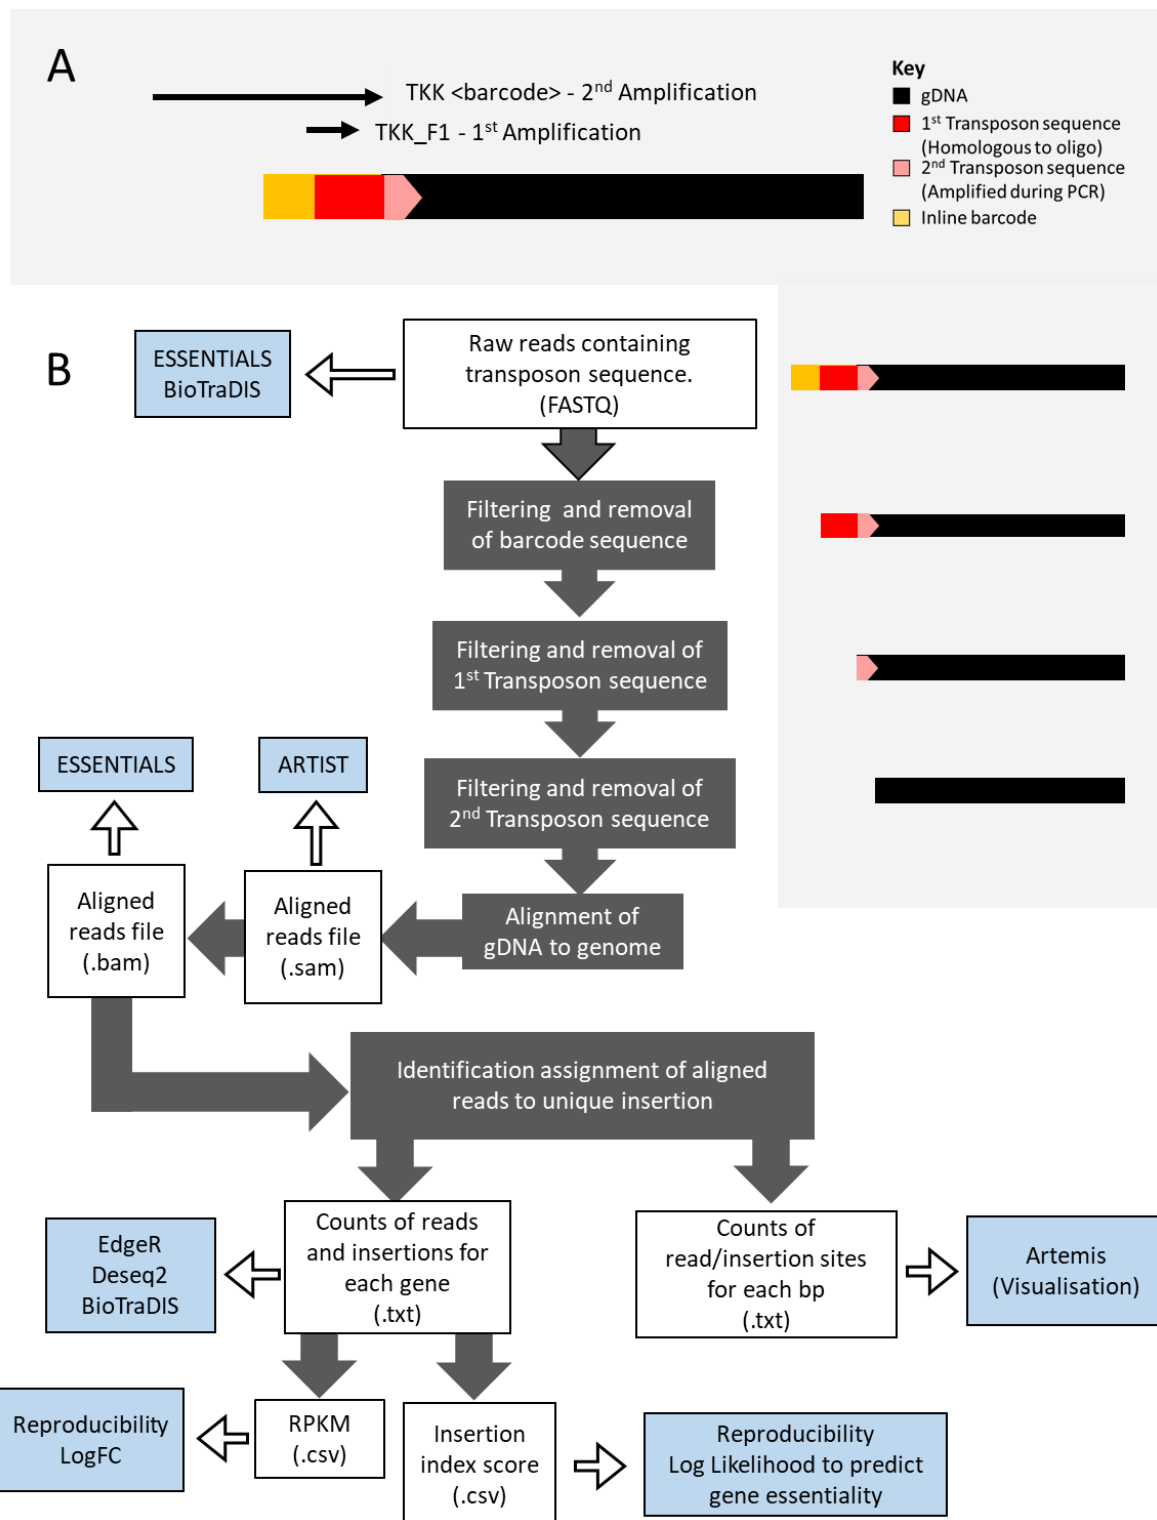 A
TKK <barcode> - 2nd Amplification
TKK_F1 - 1st Amplification
Key
gDNA
1st Transposon sequence
(Homologous to oligo)
2nd Transposon sequence
(Amplified during PCR)
Inline barcode
B
ESSENTIALS
BioTraDIS
Raw reads containing
transposon sequence.
(FASTQ)
Filtering and removal
of barcode sequence
Filtering and removal of
1st Transposon sequence
Filtering and removal of
2nd Transposon sequence
ESSENTIALS
ARTIST
Aligned
reads file
(.bam)
Aligned
reads file
(.sam)
Alignment of
gDNA to genome
Identification assignment of aligned
reads to unique insertion
EdgeR
Deseq2
BioTraDIS
Counts of reads
and insertions for
each gene
(.txt)
Counts of
read/insertion sites
for each bp
(.txt)
Artemis
(Visualisation)
Reproducibility
LogFC
RPKM
(.csv)
Insertion
index score
(.csv)
Reproducibility
Log Likelihood to predict
gene essentiality